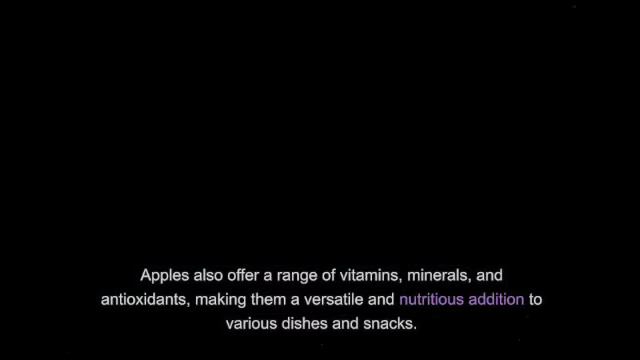 Apples also offer a range of vitamins, minerals, and
antioxidants, making them a versatile and nutritious addition to
various dishes and snacks.